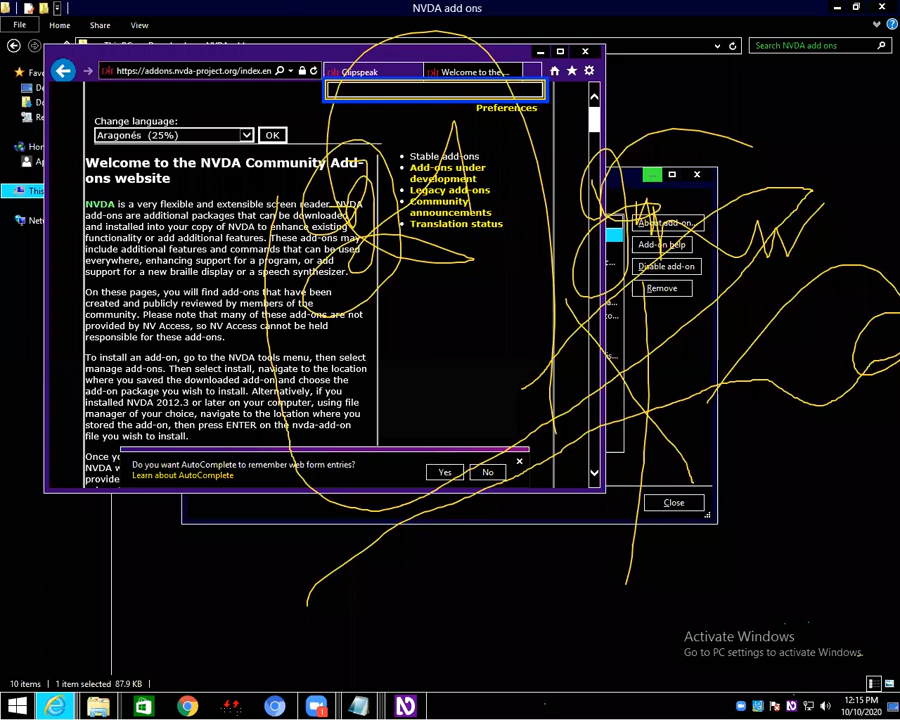 NVDA add ons
File
Home
Share
View
Search NVDA add ons
https://addons.nvda-project.org/index.en
Clipspeak
Welcome to the ...
Preferences
Change language:
Aragonés (25%)
OK
Welcome to the NVDA Community Add-
ons website
NVDA is a very flexible and extensible screen reader. NVDA
add-ons are additional packages that can be downloaded
and installed into your copy of NVDA to enhance existing
functionality or add additional features. These add-ons may
include additional features and commands that can be used
everywhere, enhancing support for a program, or add
support for a new braille display or a speech synthesizer.
On these pages, you will find add-ons that have been
created and publicly reviewed by members of the
community. Please note that many of these add-ons are not
provided by NV Access, so NV Access cannot be held
responsible for these add-ons.
To install an add-on, go to the NVDA tools menu, then select
manage add-ons. Then select install, navigate to the location
where you saved the downloaded add-on and choose the
add-on package you wish to install. Alternatively, if you
installed NVDA 2012.3 or later on your computer, using file
manager of your choice, navigate to the location where you
stored the add-on, then press ENTER on the nvda-add-on
file you wish to install.
Once
NVDA
Stable add-ons
Add-ons under
development
Legacy add-ons
Community
announcements
Translation status
Do you want AutoComplete to remember web form entries?
Learn about AutoComplete
Yes
No
About add-on...
Add-on help
Disable add-on
Remove
Close
Activate Windows
Go to PC settings to activate Windows.
10 items
1 item selected 87.9 KB
12:15 PM
10/10/2020